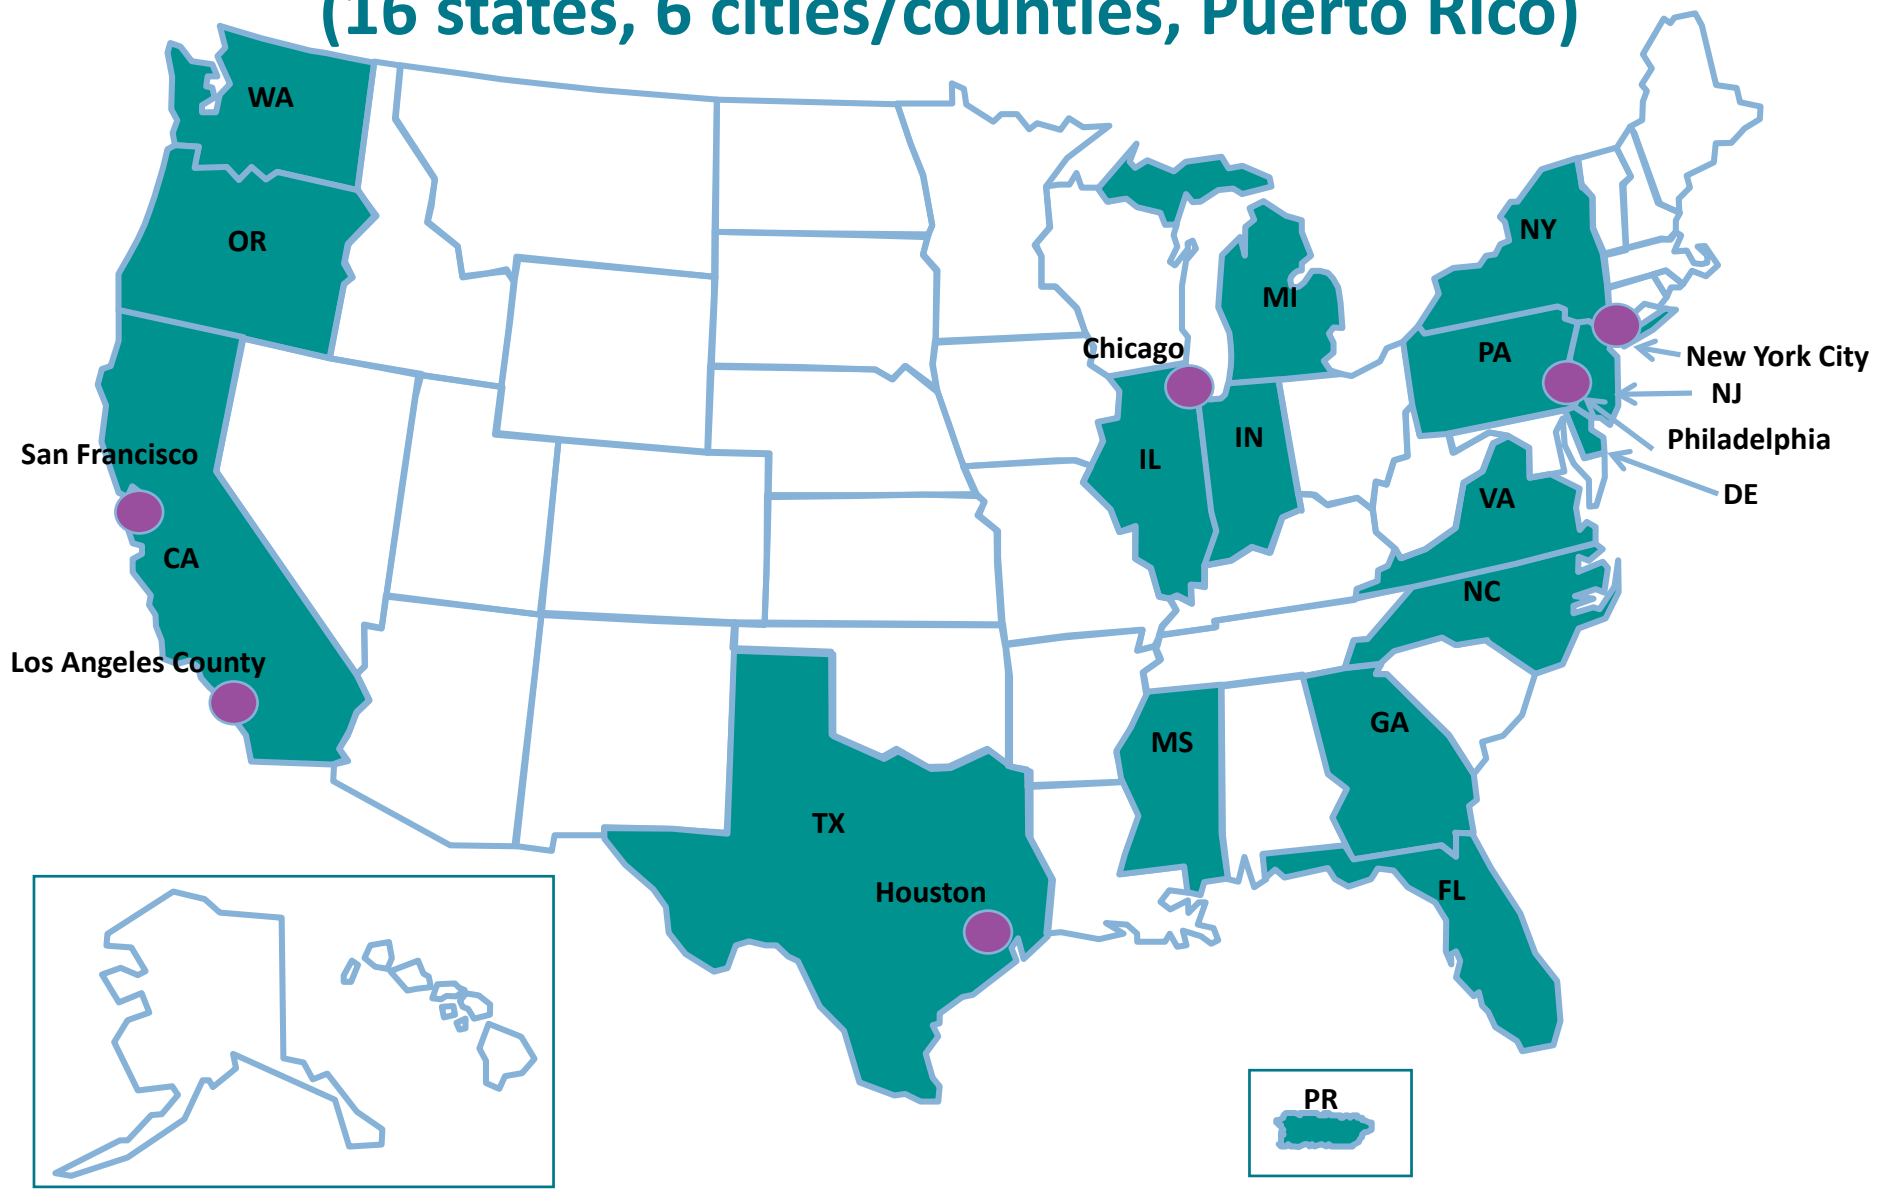 (16 states, 6 cities/counties, Puerto Rico)
WA
OR
NY
MI
Chicago
PA
New York City
NJ
IN
Philadelphia
San Francisco
IL
DE
VA
CA
NC
Los Angeles County
GA
MS
TX
Houston
FL
PR